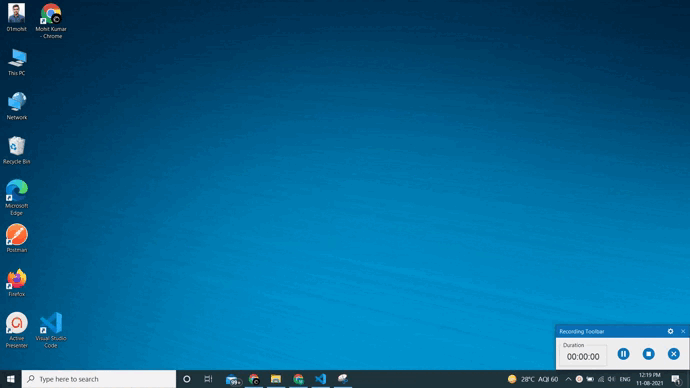 01mohit
Mohit Kumar
- Chrome
This PC
Network
Recycle Bin
Microsoft
Edge
Postman
Firefox
Active
Presenter
Visual Studio
Code
Recording Toolbar
Duration
00:00:00
Type here to search
99+
28°C AQI 60
ENG
12:19 PM
11-08-2021